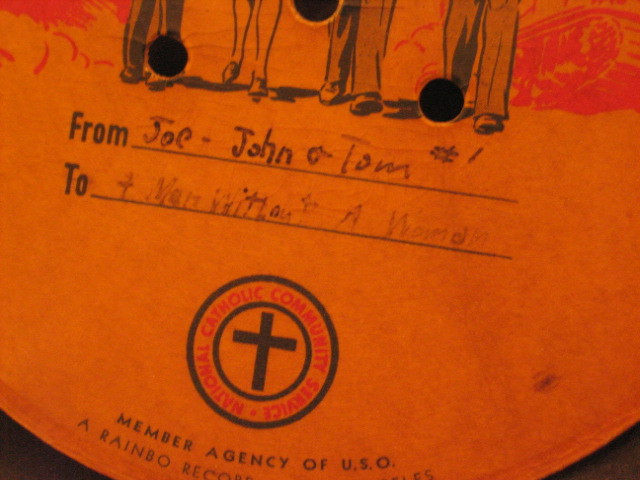 From Joe - John & Tom #1
To A Man Without A Woman
NATIONAL CATHOLIC COMMUNITY SERVICE
MEMBER AGENCY OF U.S.O.
A RAINBO RECORD